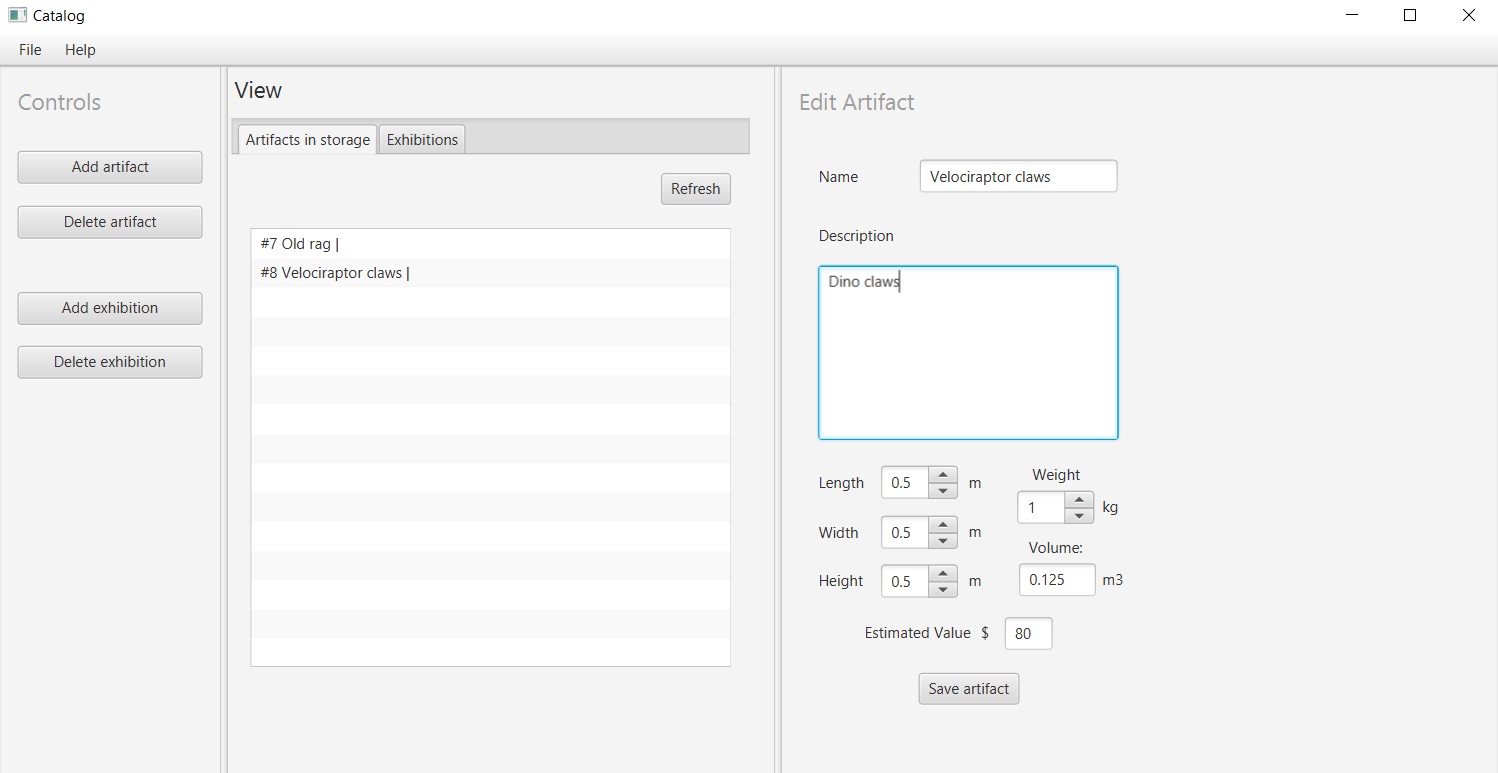 Catalog
File Help
Controls
Add artifact
Delete artifact
Add exhibition
Delete exhibition
View
Artifacts in storage Exhibitions
Refresh
#7 Old rag |
#8 Velociraptor claws |
Edit Artifact
Name Velociraptor claws
Description
Dino claws
Length 0.5 m
Width 0.5 m
Height 0.5 m
Weight
1 kg
Volume:
0.125 m3
Estimated Value $ 80
Save artifact